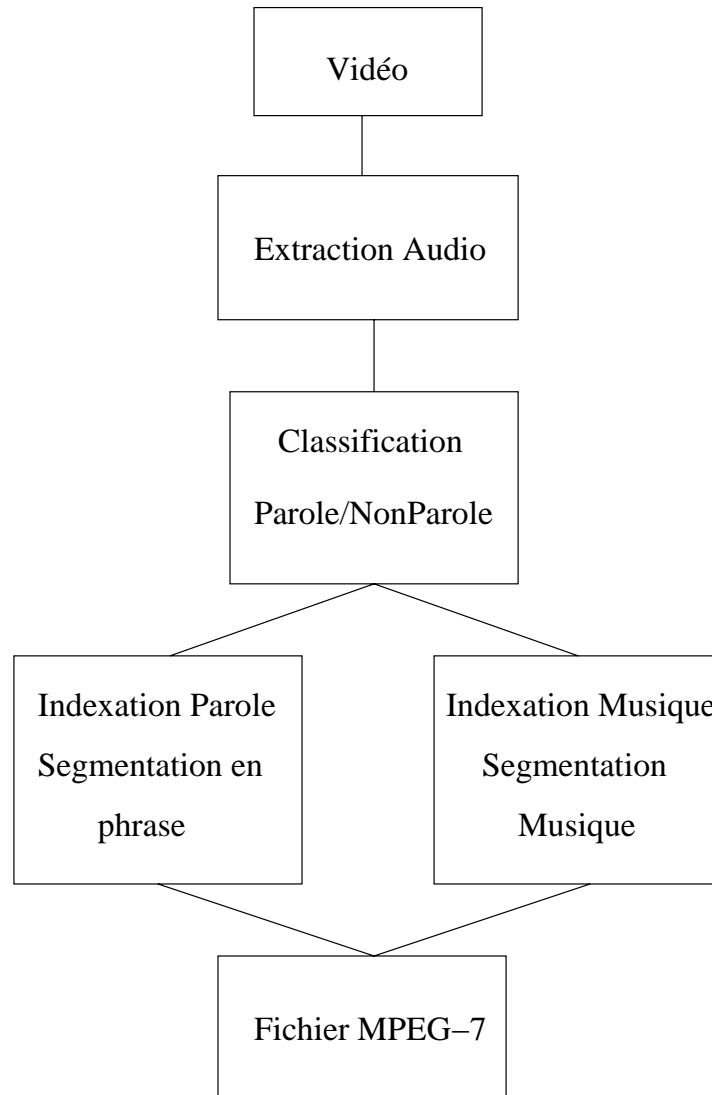 Vidéo
Extraction Audio
Classification
Parole/NonParole
Indexation Parole
Segmentation en
phrase
Indexation Musique
Segmentation
Musique
Fichier MPEG–7